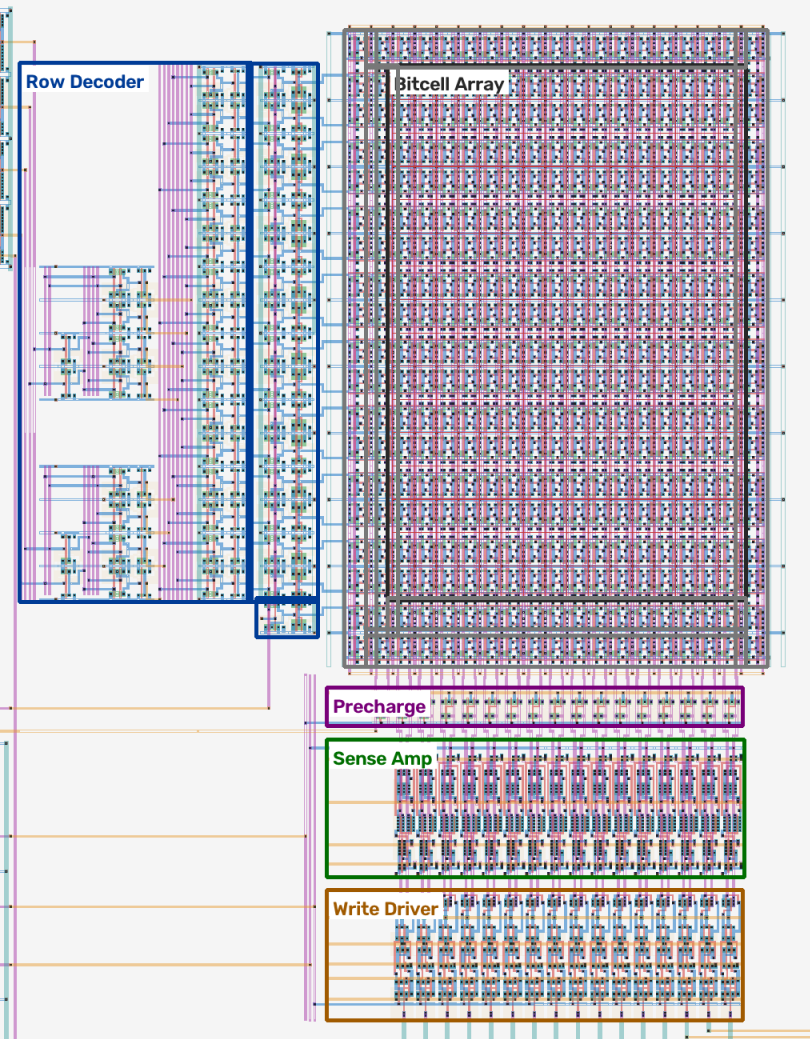 Row Decoder
Bitcell Array
Precharge
Sense Amp
Write Driver